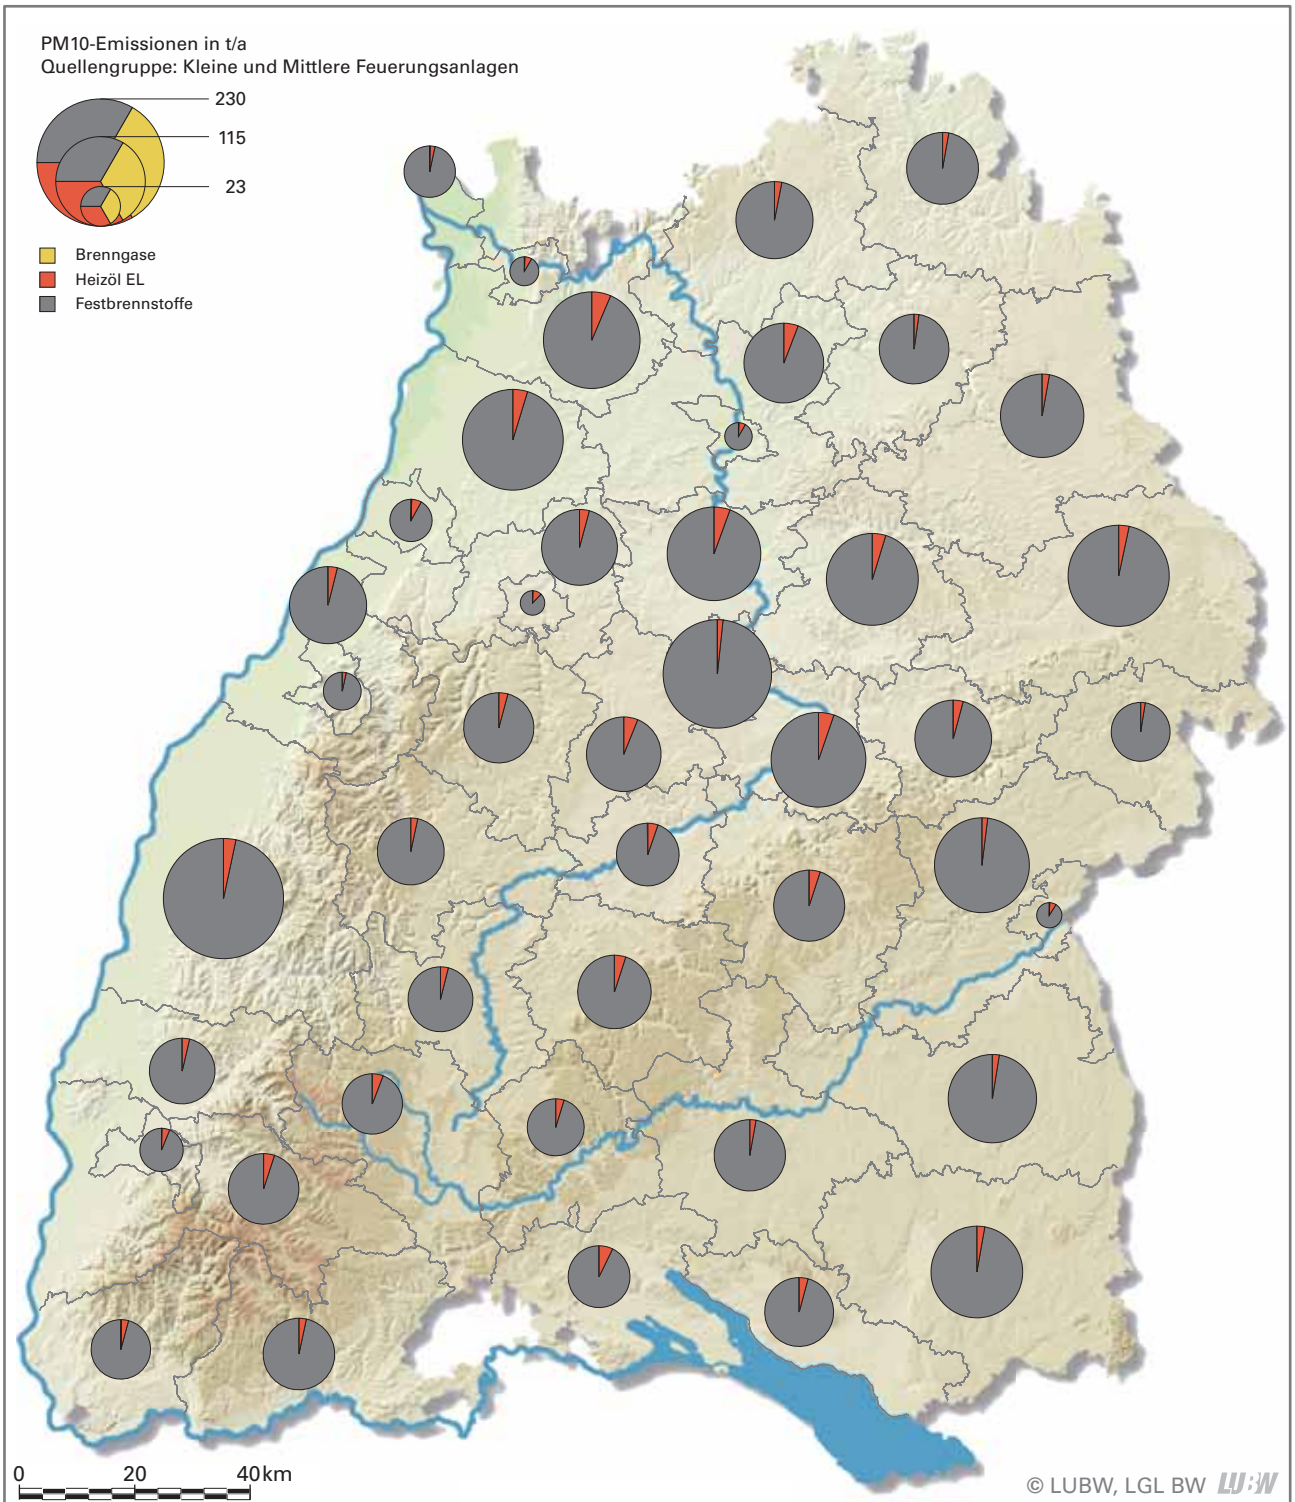 PM10-Emissionen in t/a
Quellengruppe: Kleine und Mittlere Feuerungsanlagen
230
115
23
Brenngase
Heizöl EL
Festbrennstoffe
0 20 40km
© LUBW, LGL BW LUBW